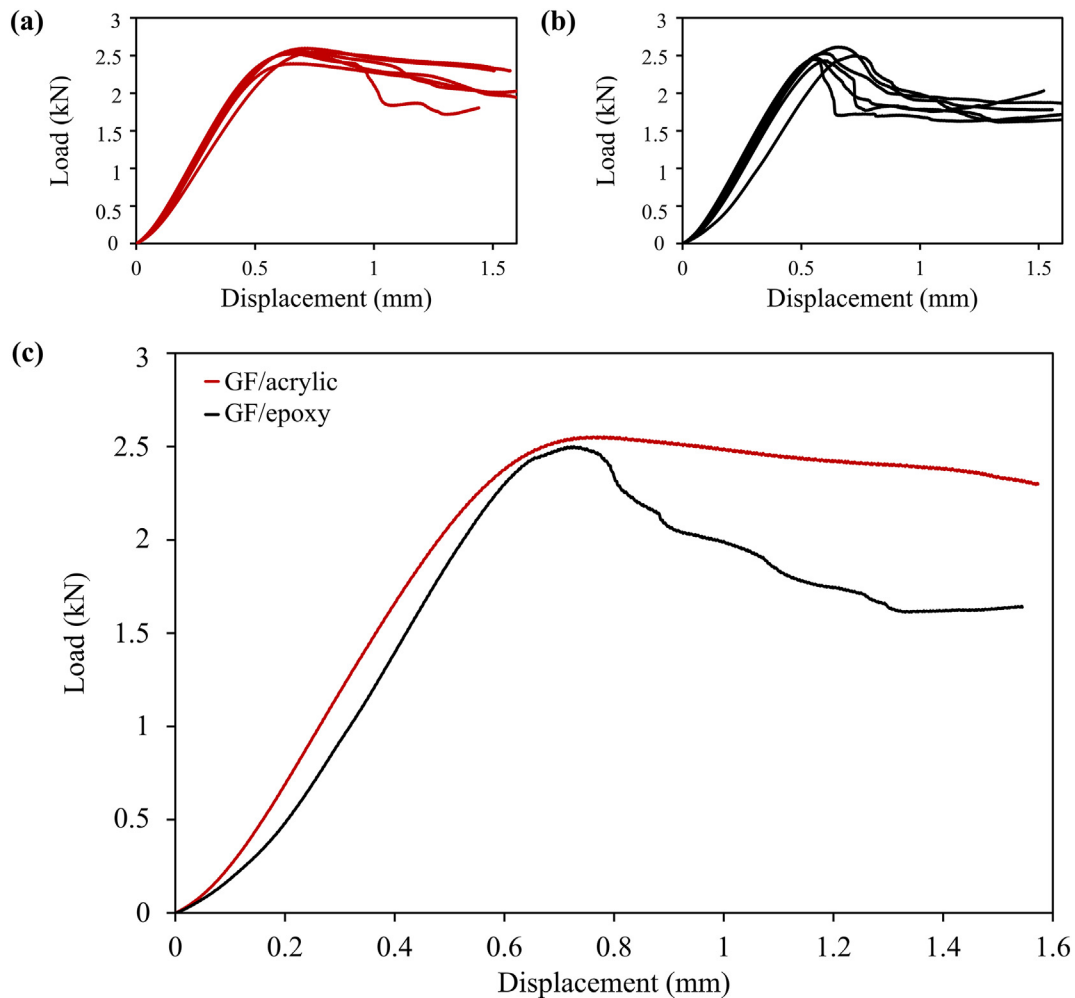 (a)
3
2.5
2
1.5
1
0.5
0
Load (kN)
0 0.5 1 1.5
Displacement (mm)
(b)
3
2.5
2
1.5
1
0.5
0
Load (kN)
0 0.5 1 1.5
Displacement (mm)
(c)
3
2.5
2
1.5
1
0.5
0
Load (kN)
GF/acrylic
GF/epoxy
0 0.2 0.4 0.6 0.8 1 1.2 1.4 1.6
Displacement (mm)